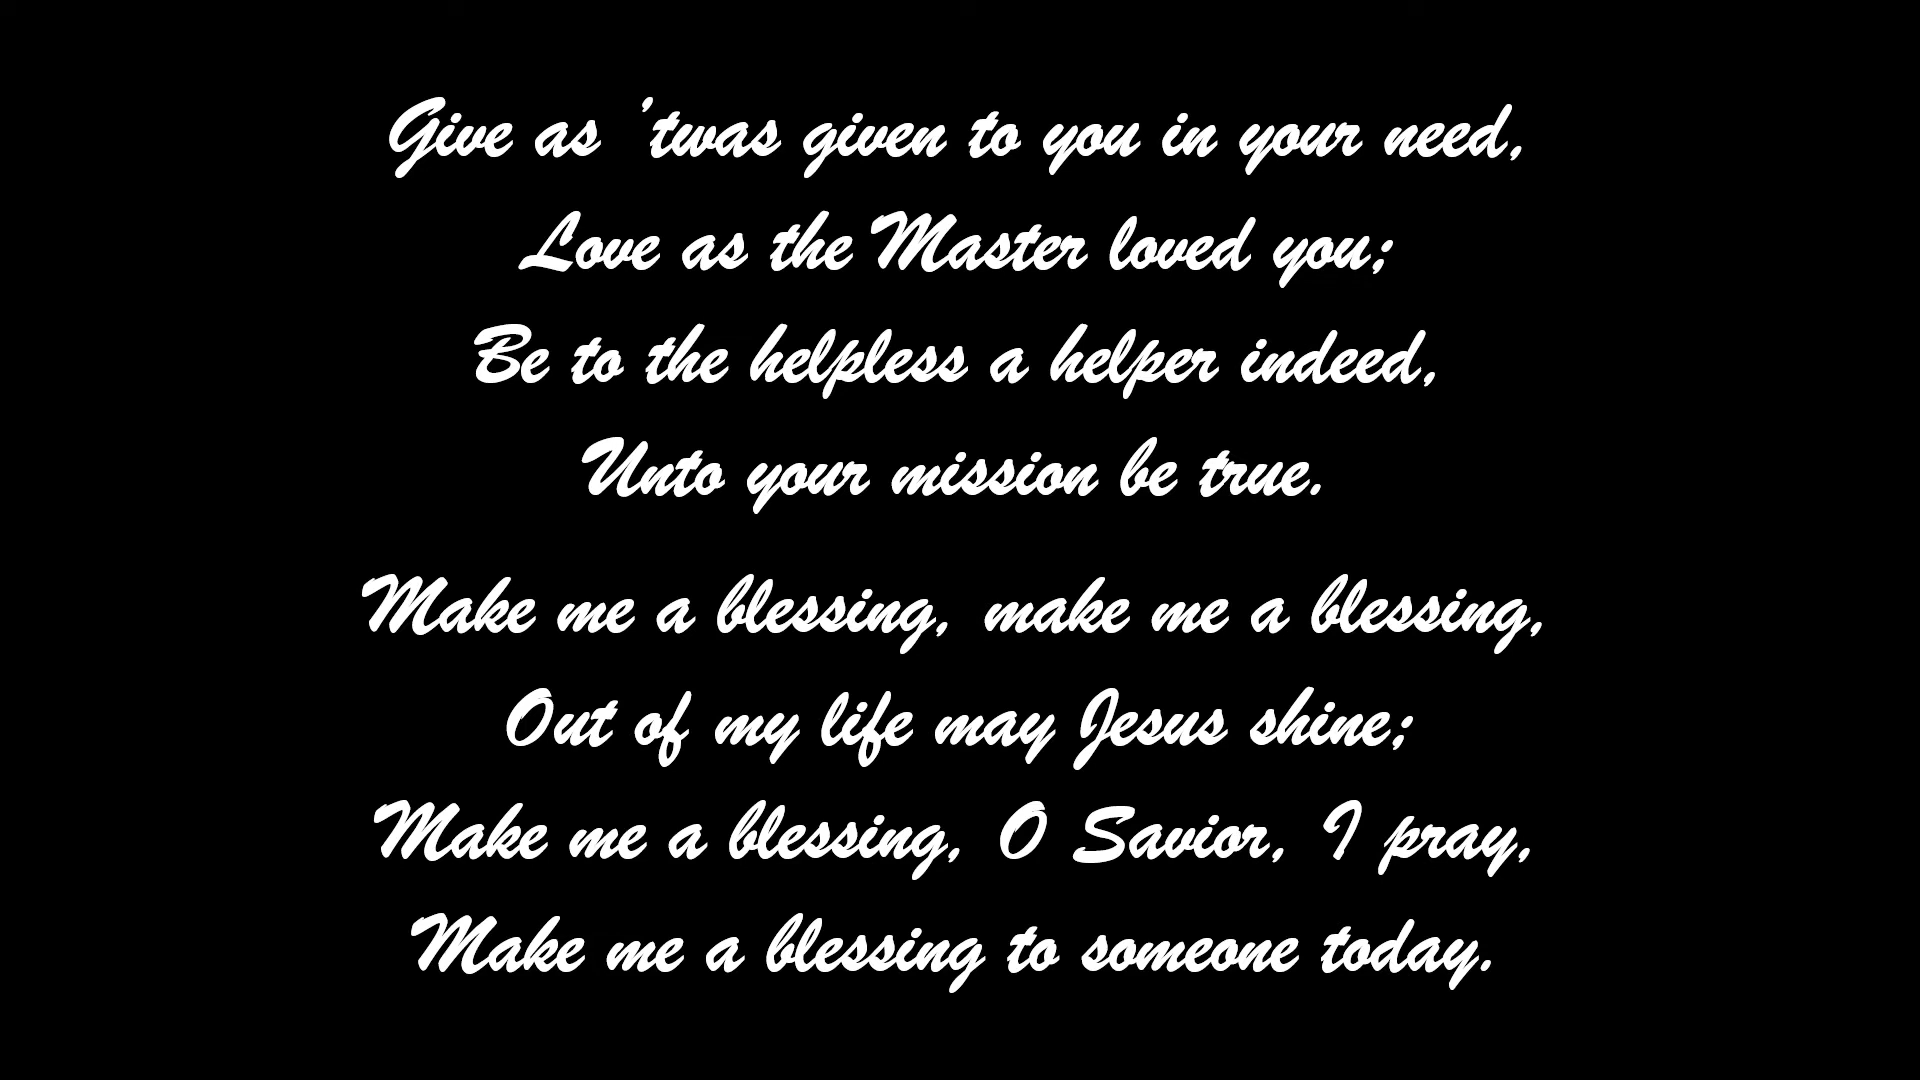 Give as ’twas given to you in your need,
Love as the Master loved you;
Be to the helpless a helper indeed,
Unto your mission be true.
Make me a blessing, make me a blessing,
Out of my life may Jesus shine;
Make me a blessing, O Savior, I pray,
Make me a blessing to someone today.